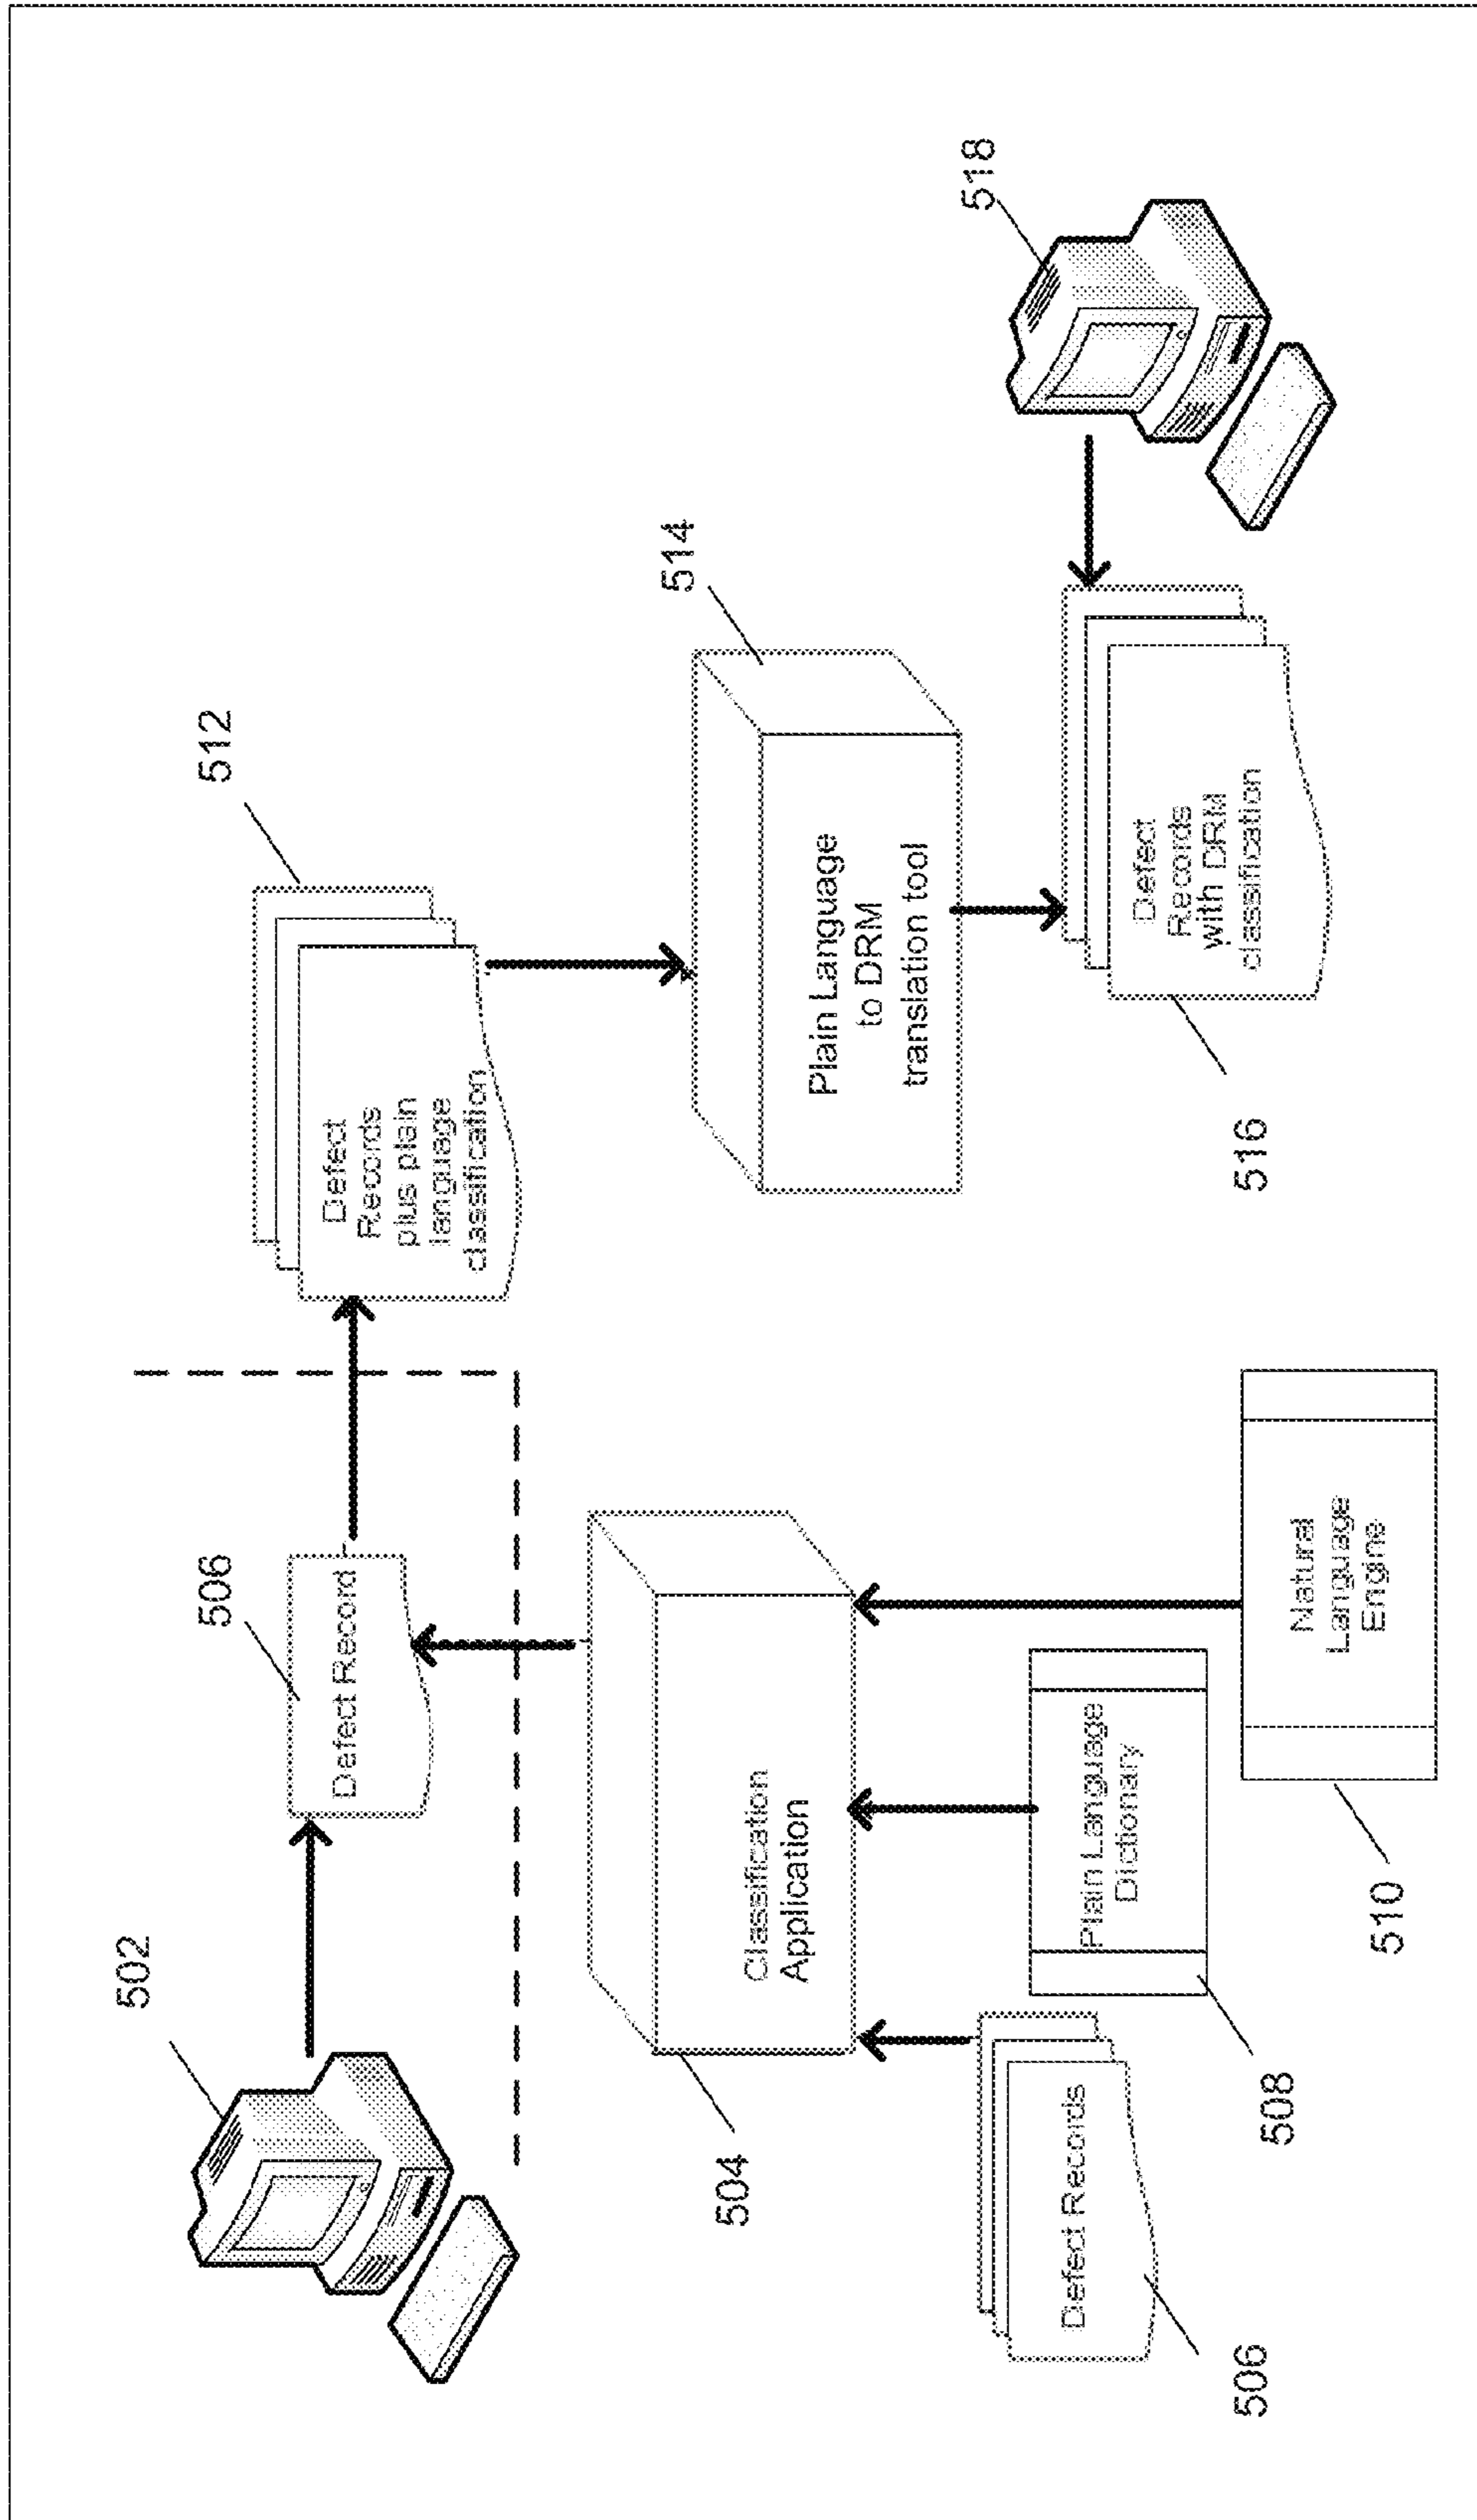 502
506
Defect Record
512
Defect
Records
plus plain
language
classification
504
Classification
Application
514
Plain Language
to DRM
translation tool
518
506
Defect Records
508
Plain Language
Dictionary
510
Natural
Language
Engine
516
Defect
Records
with DRM
classification